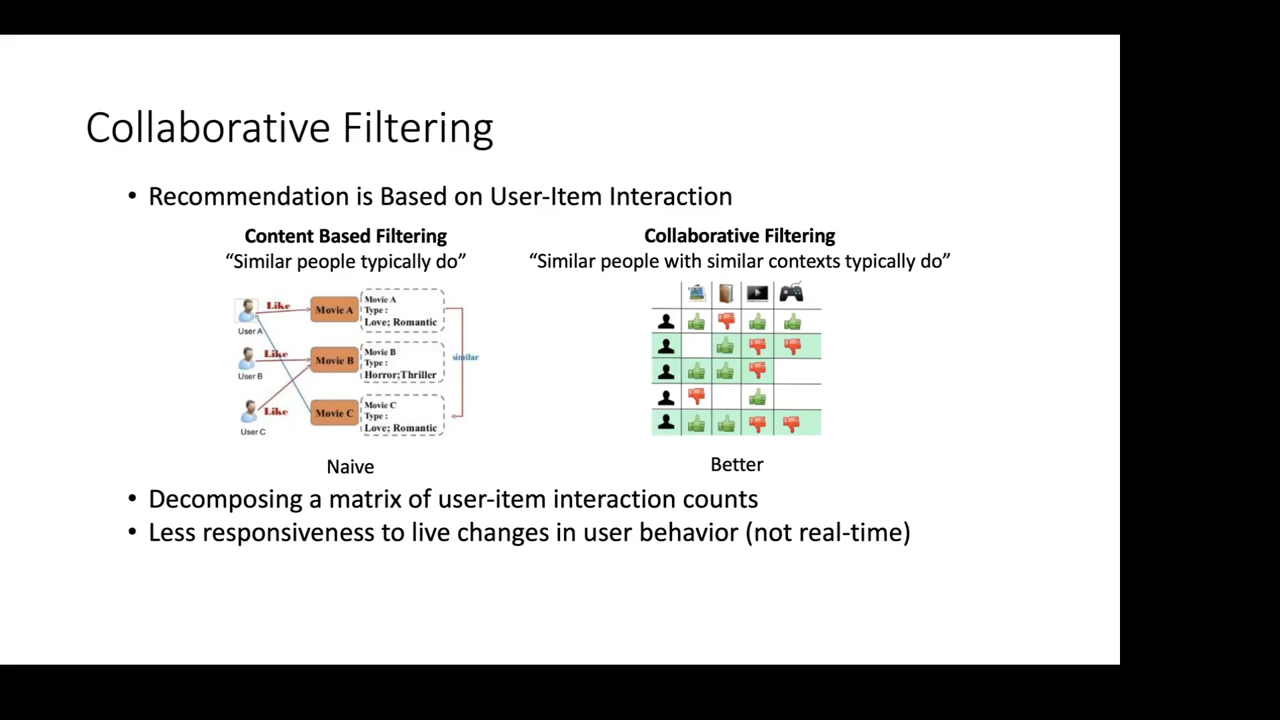 Collaborative Filtering
• Recommendation is Based on User-Item Interaction
Content Based Filtering
“Similar people typically do”
User A
Like
Movie A
Movie A
Type :
Love; Romantic
User B
Like
Movie B
Movie B
Type :
Horror;Thriller
similar
User C
Like
Movie C
Movie C
Type :
Love; Romantic
Naive
Collaborative Filtering
“Similar people with similar contexts typically do”
Better
• Decomposing a matrix of user-item interaction counts
• Less responsiveness to live changes in user behavior (not real-time)